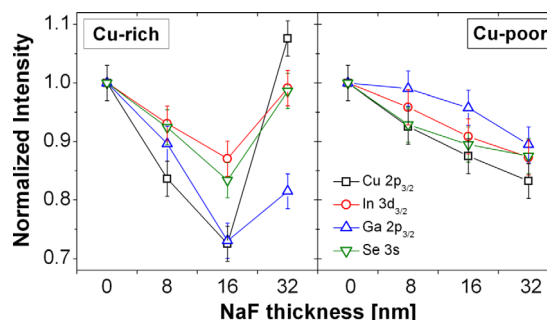 Cu-rich
Cu-poor
Normalized Intensity
1.1
1.0
0.9
0.8
0.7
Cu 2p3/2
In 3d3/2
Ga 2p3/2
Se 3s
0 8 16 32 0 8 16 32
NaF thickness [nm]